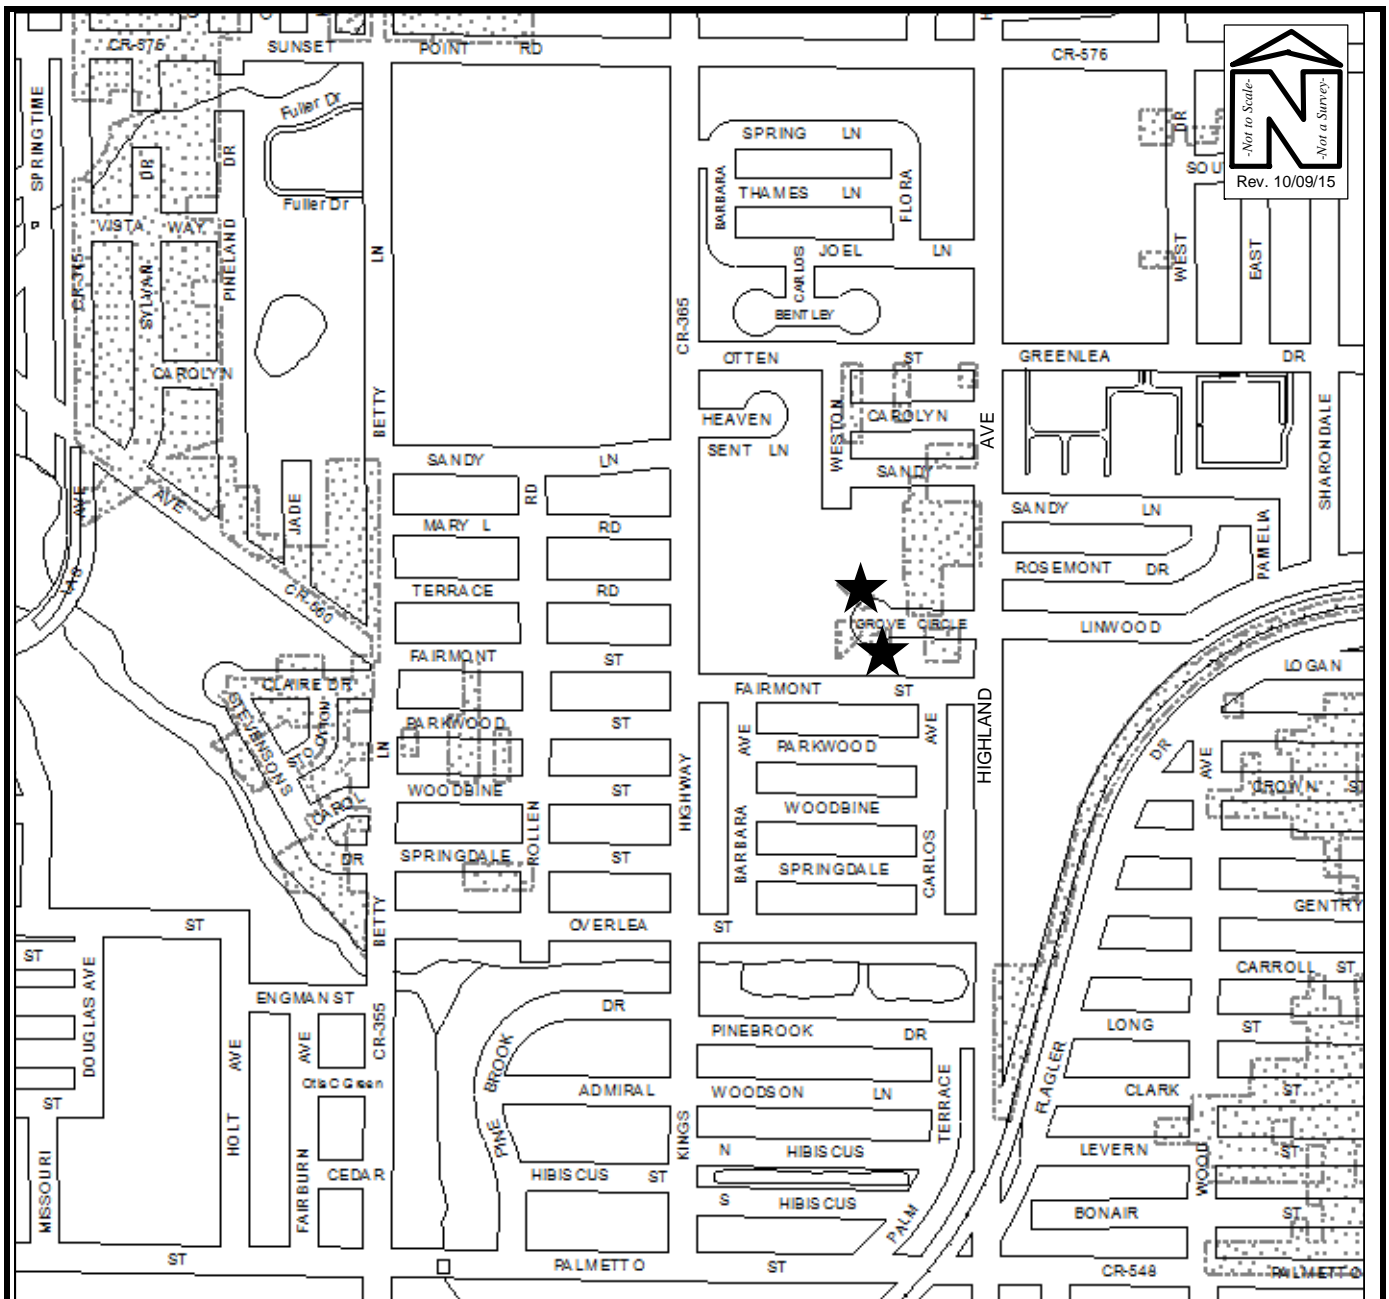 CR-576
SUNSET
POINT
RD
CR-576
-Not to Scale-
-Not a Survey-
Rev. 10/09/15
SPRINGTIME
Fuller Dr
SPRING LN
DR
DR
DR
THAMES LN
BARBARA
FLORA
Fuller Dr
VISTA WAY
PINELAND
LN
JOEL LN
CARLOS
WEST
EAST
CR-315
SYLVAN
BENTLEY
CR-365
OTTEN ST
GREENLEA DR
CAROLYN
BETTY
HEAVEN
SENT LN
WESTON
CAROLYN
AVE
SHARONDALE
SANDY LN
SANDY
AVE
AVE
RD
JADE
MARY L RD
SANDY LN
PAMELIA
TERRACE RD
ROSEMONT DR
CR-660
GROVE CIRCLE
LINWOOD
FAIRMONT ST
LOGAN
CLAIRE DR
FAIRMONT ST
STEVENSONS
PARKWOOD ST
AVE
AVE
HIGHLAND
LN
PARKWOOD
DR
AVE
WOODBINE ST
CROWN ST
CAROL
HIGHWAY
WOODBINE
DR
SPRINGDALE ST
ROLLEN
BARBARA
SPRINGDALE
CARLOS
GENTRY
BETTY
ST
OVERLEA
ST
ST
CARROLL ST
DOUGLAS AVE
ENGMAN ST
DR
CR-355
PINEBROOK DR
LONG ST
AVE
AVE
BROOK
Otis C Green
ADMIRAL
WOODSON LN
TERRACE
FLAGLER
CLARK ST
ST
HOLT
PINE
KINGS
N HIBISCUS
LEVERN ST
MISSOURI
FAIRBURN
CEDAR
HIBISCUS ST
WOOD
S HIBISCUS
PALM
BONAIR ST
ST
PALMETTO ST
CR-548
PALMETTO